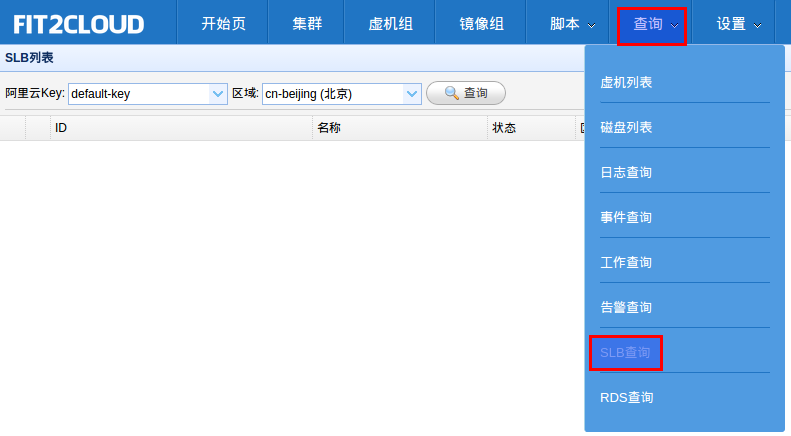 FIT2CLOUD 开始页 集群 虚机组 镜像组 脚本 查询 设置
SLB列表
阿里云Key: default-key 区域: cn-beijing (北京) 查询
ID 名称 状态
虚机列表
磁盘列表
日志查询
事件查询
工作查询
告警查询
SLB查询
RDS查询